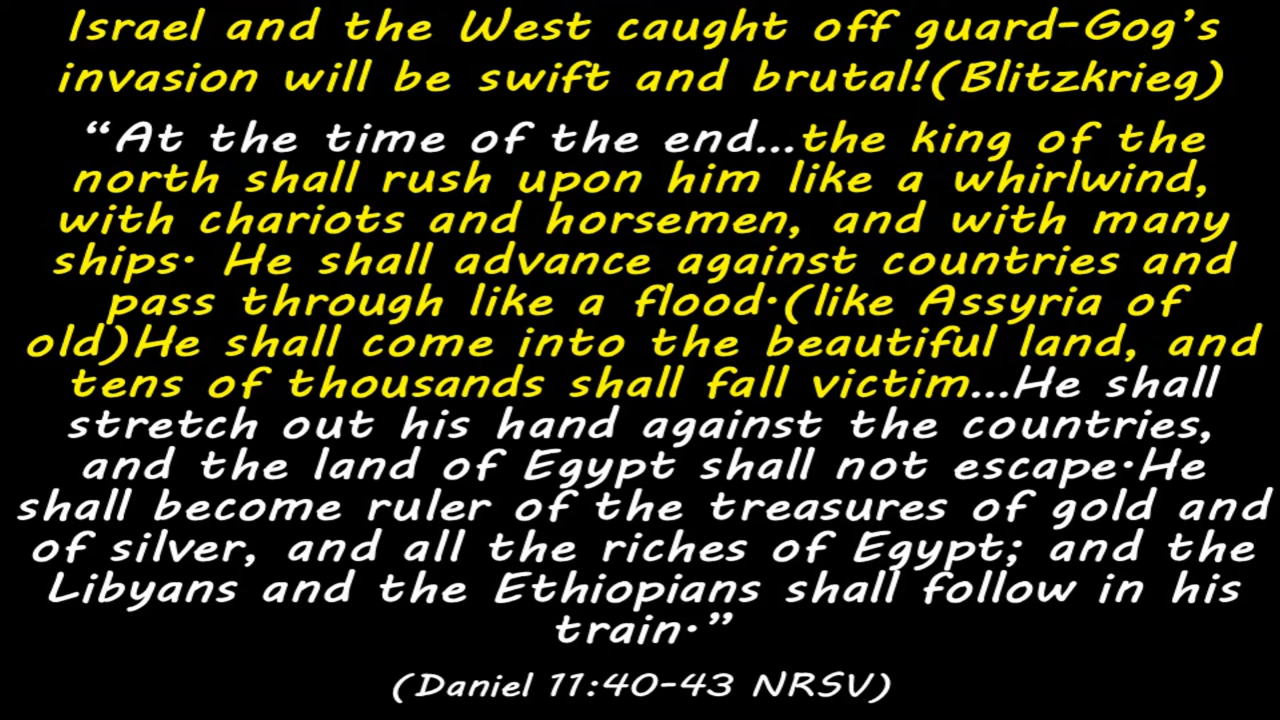 Israel and the West caught off guard-Gog’s
invasion will be swift and brutal!(Blitzkrieg)
“At the time of the end...the king of the
north shall rush upon him like a whirlwind,
with chariots and horsemen, and with many
ships. He shall advance against countries and
pass through like a flood.(like Assyria of
old)He shall come into the beautiful land, and
tens of thousands shall fall victim...He shall
stretch out his hand against the countries,
and the land of Egypt shall not escape.He
shall become ruler of the treasures of gold and
of silver, and all the riches of Egypt; and the
Libyans and the Ethiopians shall follow in his
train.”
(Daniel 11:40-43 NRSV)